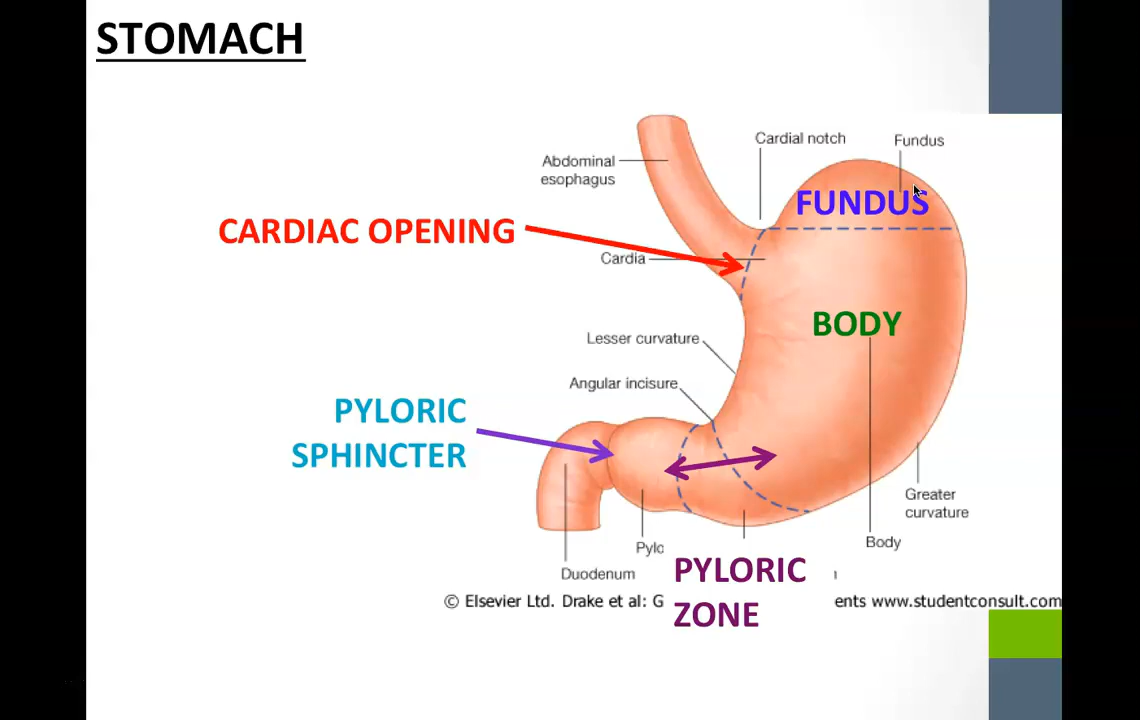 STOMACH
Cardial notch
Fundus
Abdominal
esophagus
FUNDUS
CARDIAC OPENING
Cardia
BODY
Lesser curvature
Angular incisure
PYLORIC
SPHINCTER
Greater
curvature
Body
Duodenum
PYLORIC
ZONE
© Elsevier Ltd. Drake et al: G
ents www.studentconsult.com